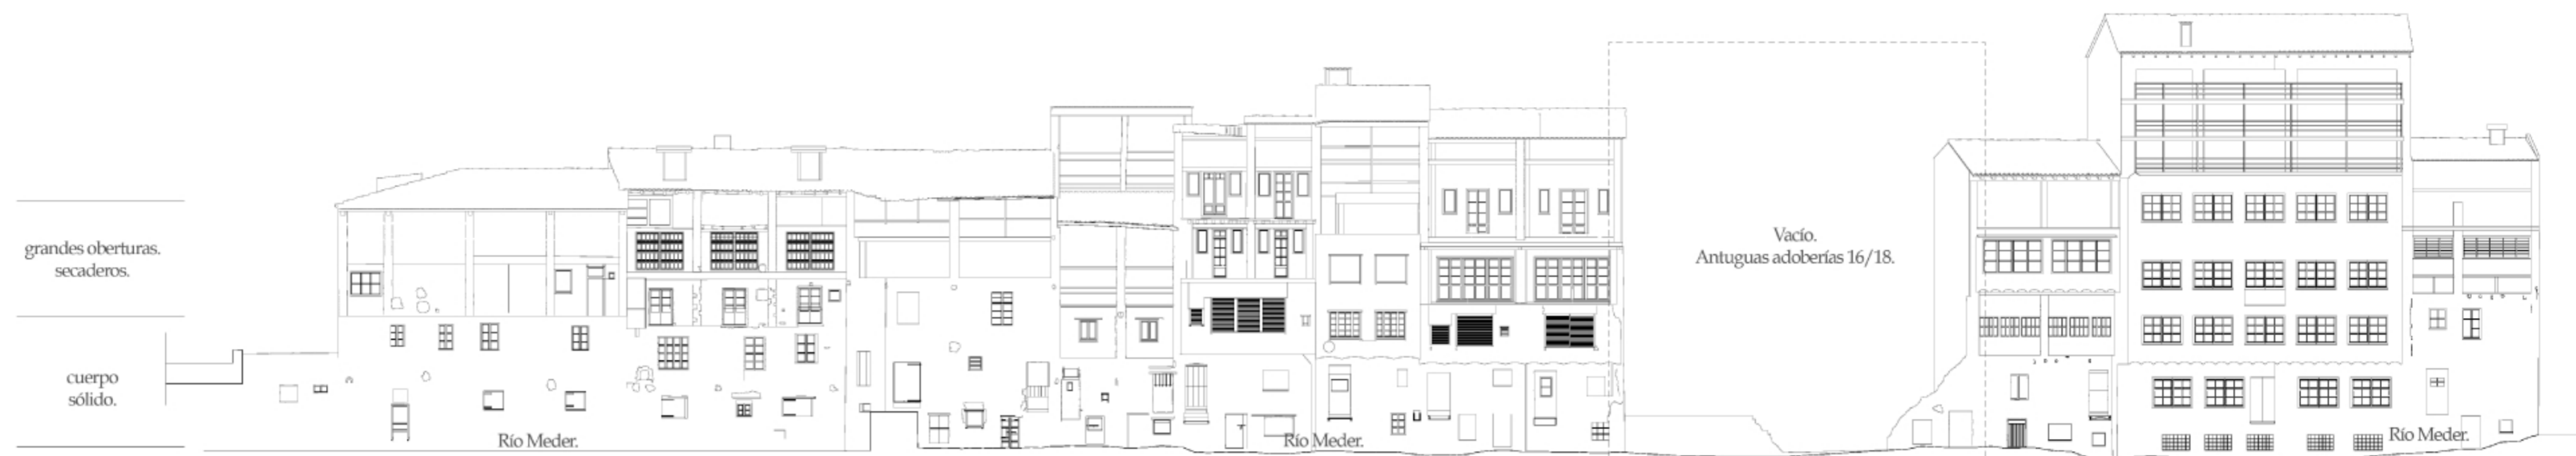 grandes oberturas.
secaderos.
cuerpo
sólido.
Río Meder.
Río Meder.
Vacío.
Antuguas adoberías 16/18.
Río Meder.